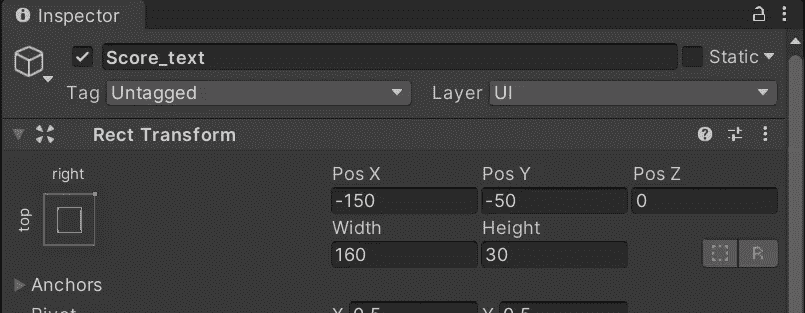 Inspector
Score_text
Static
Tag Untagged Layer UI
Rect Transform
right
top
Pos X Pos Y Pos Z
-150 -50 0
Width Height
160 30
R
Anchors
Pivot X 0.5 Y 0.5